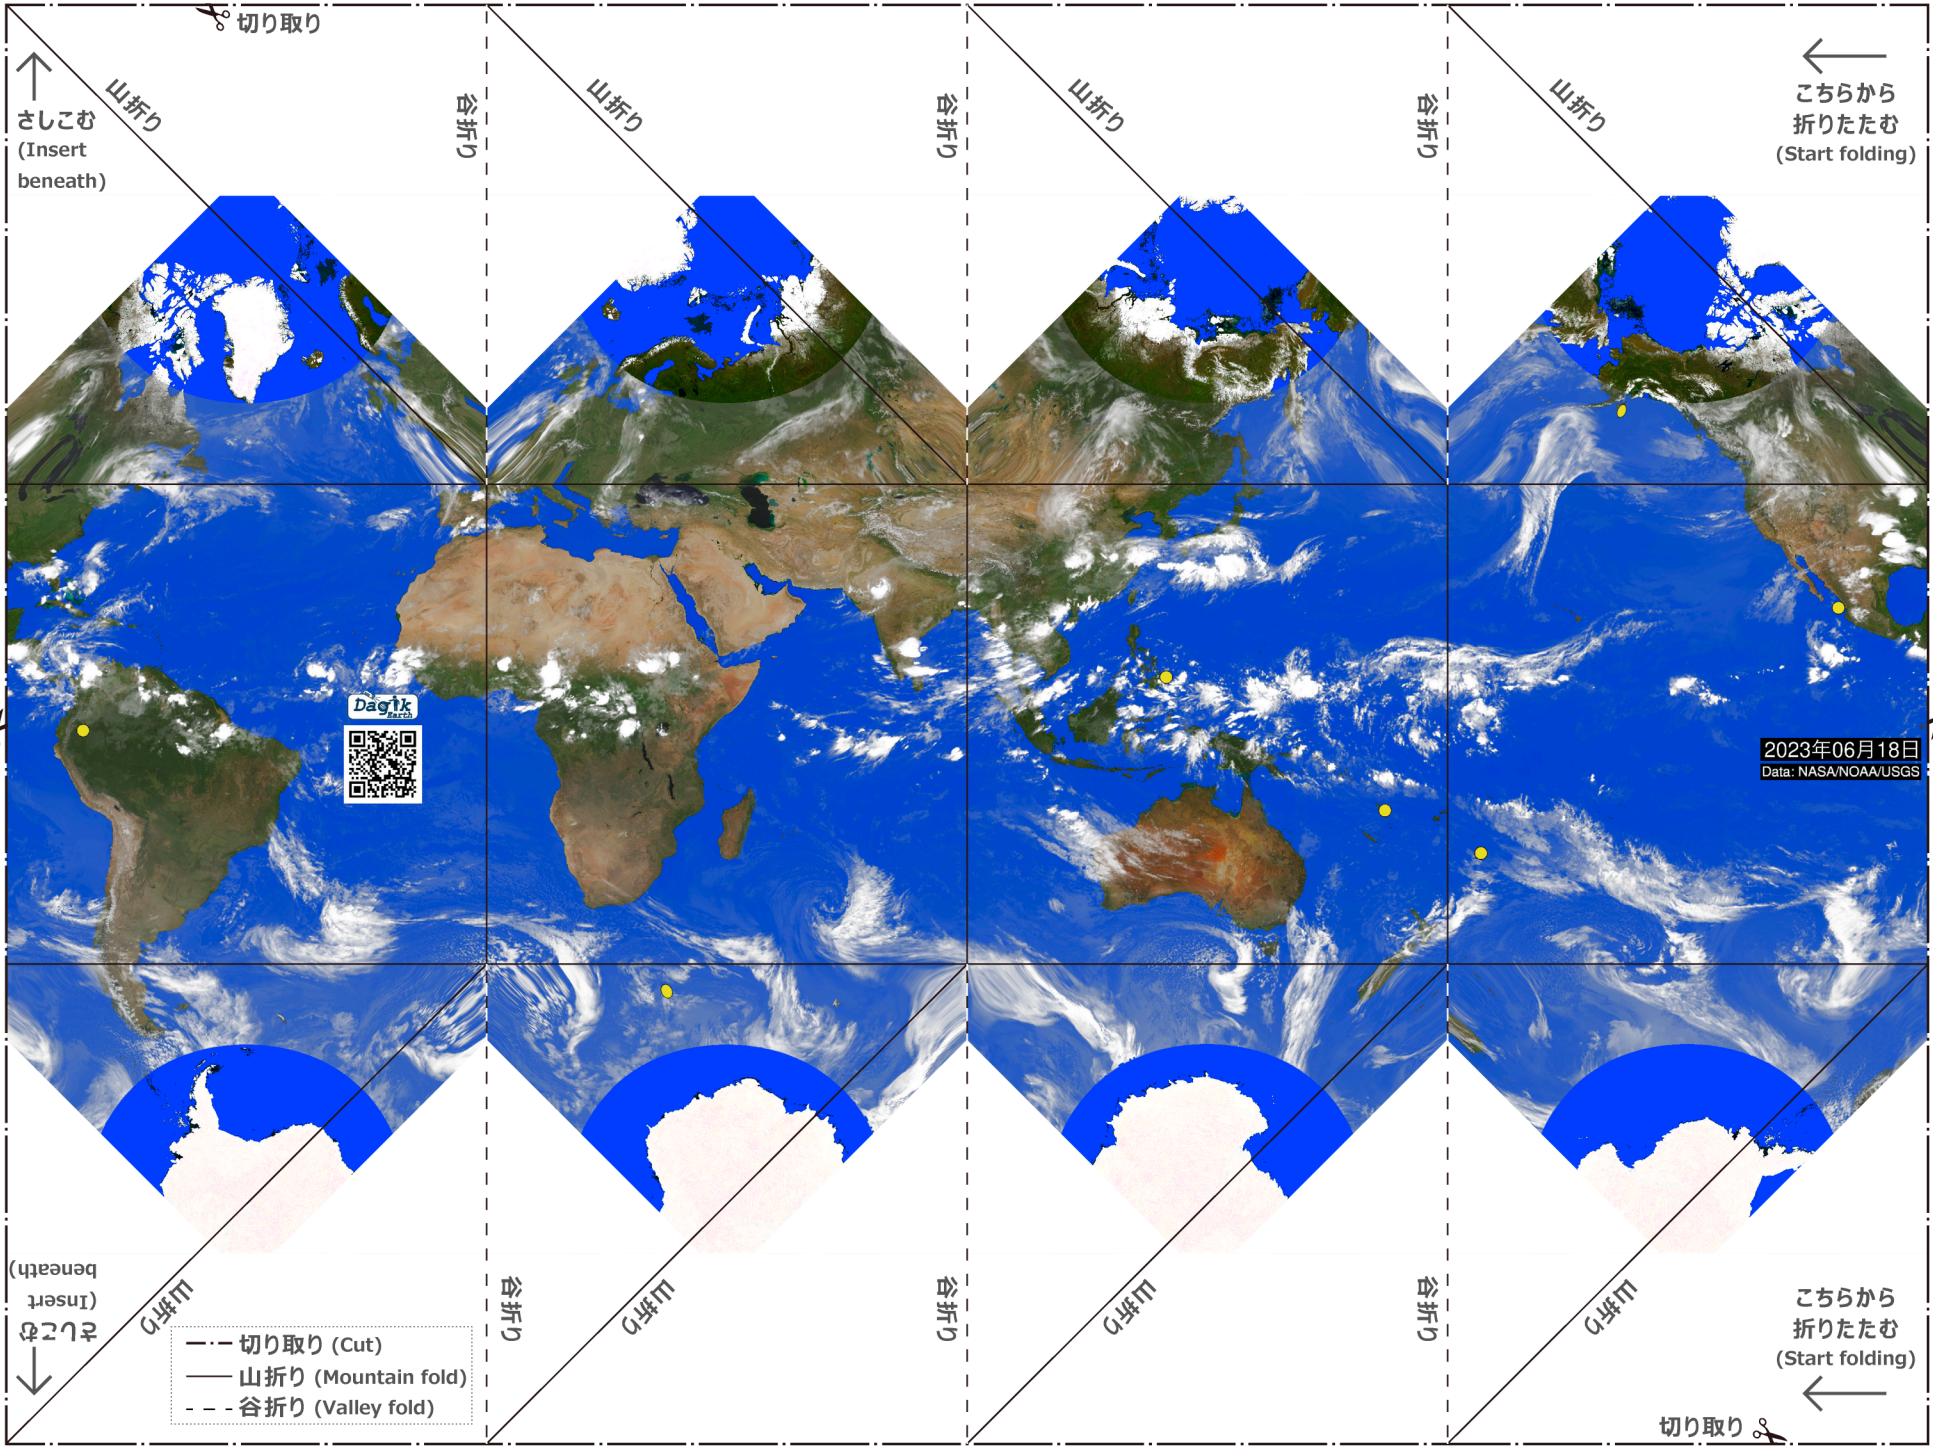 切り取り
山折り
谷折り
山折り
谷折り
山折り
谷折り
山折り
こちらから
折りたたむ
(Start folding)
さしこむ
(Insert
beneath)
Dagik
Earth
2023年06月18日
Data: NASA/NOAA/USGS
さしこむ
(Insert
beneath)
山折り
谷折り
山折り
谷折り
山折り
谷折り
山折り
こちらから
折りたたむ
(Start folding)
切り取り (Cut)
山折り (Mountain fold)
谷折り (Valley fold)
切り取り